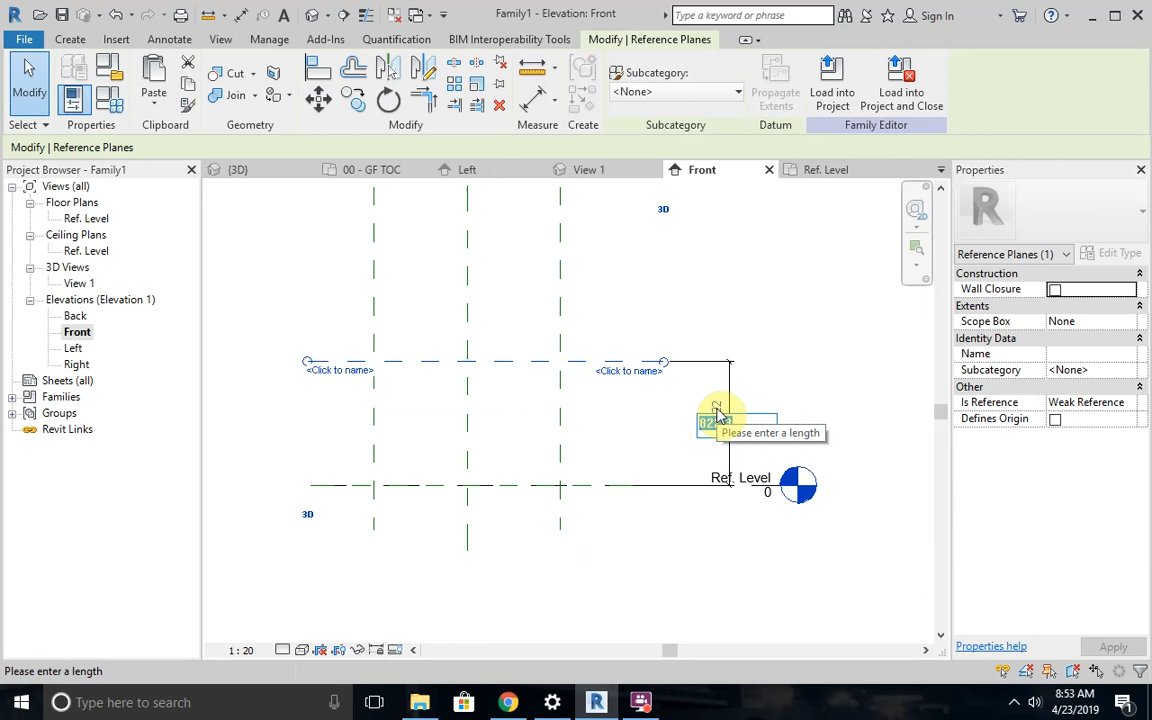 Family1 - Elevation: Front
Type a keyword or phrase
Sign In
File
Create
Insert
Annotate
View
Manage
Add-Ins
Quantification
BIM Interoperability Tools
Modify | Reference Planes
Modify
Paste
Cut
Join
Subcategory:
<None>
Propagate
Extents
Load into
Project
Load into
Project and Close
Select
Properties
Clipboard
Geometry
Modify
Measure
Create
Subcategory
Datum
Family Editor
Modify | Reference Planes
Project Browser - Family1
Views (all)
Floor Plans
Ref. Level
Ceiling Plans
Ref. Level
3D Views
View 1
Elevations (Elevation 1)
Back
Front
Left
Right
Sheets (all)
Families
Groups
Revit Links
{3D}
00 - GF TOC
Left
View 1
Front
Ref. Level
2D
3D
<Click to name>
<Click to name>
Please enter a length
Ref. Level
0
3D
1 : 20
Properties
Reference Planes (1)
Edit Type
Construction
Wall Closure
Extents
Scope Box
None
Identity Data
Name
Subcategory
<None>
Other
Is Reference
Weak Reference
Defines Origin
Properties help
Apply
Please enter a length
Type here to search
8:53 AM
4/23/2019
1